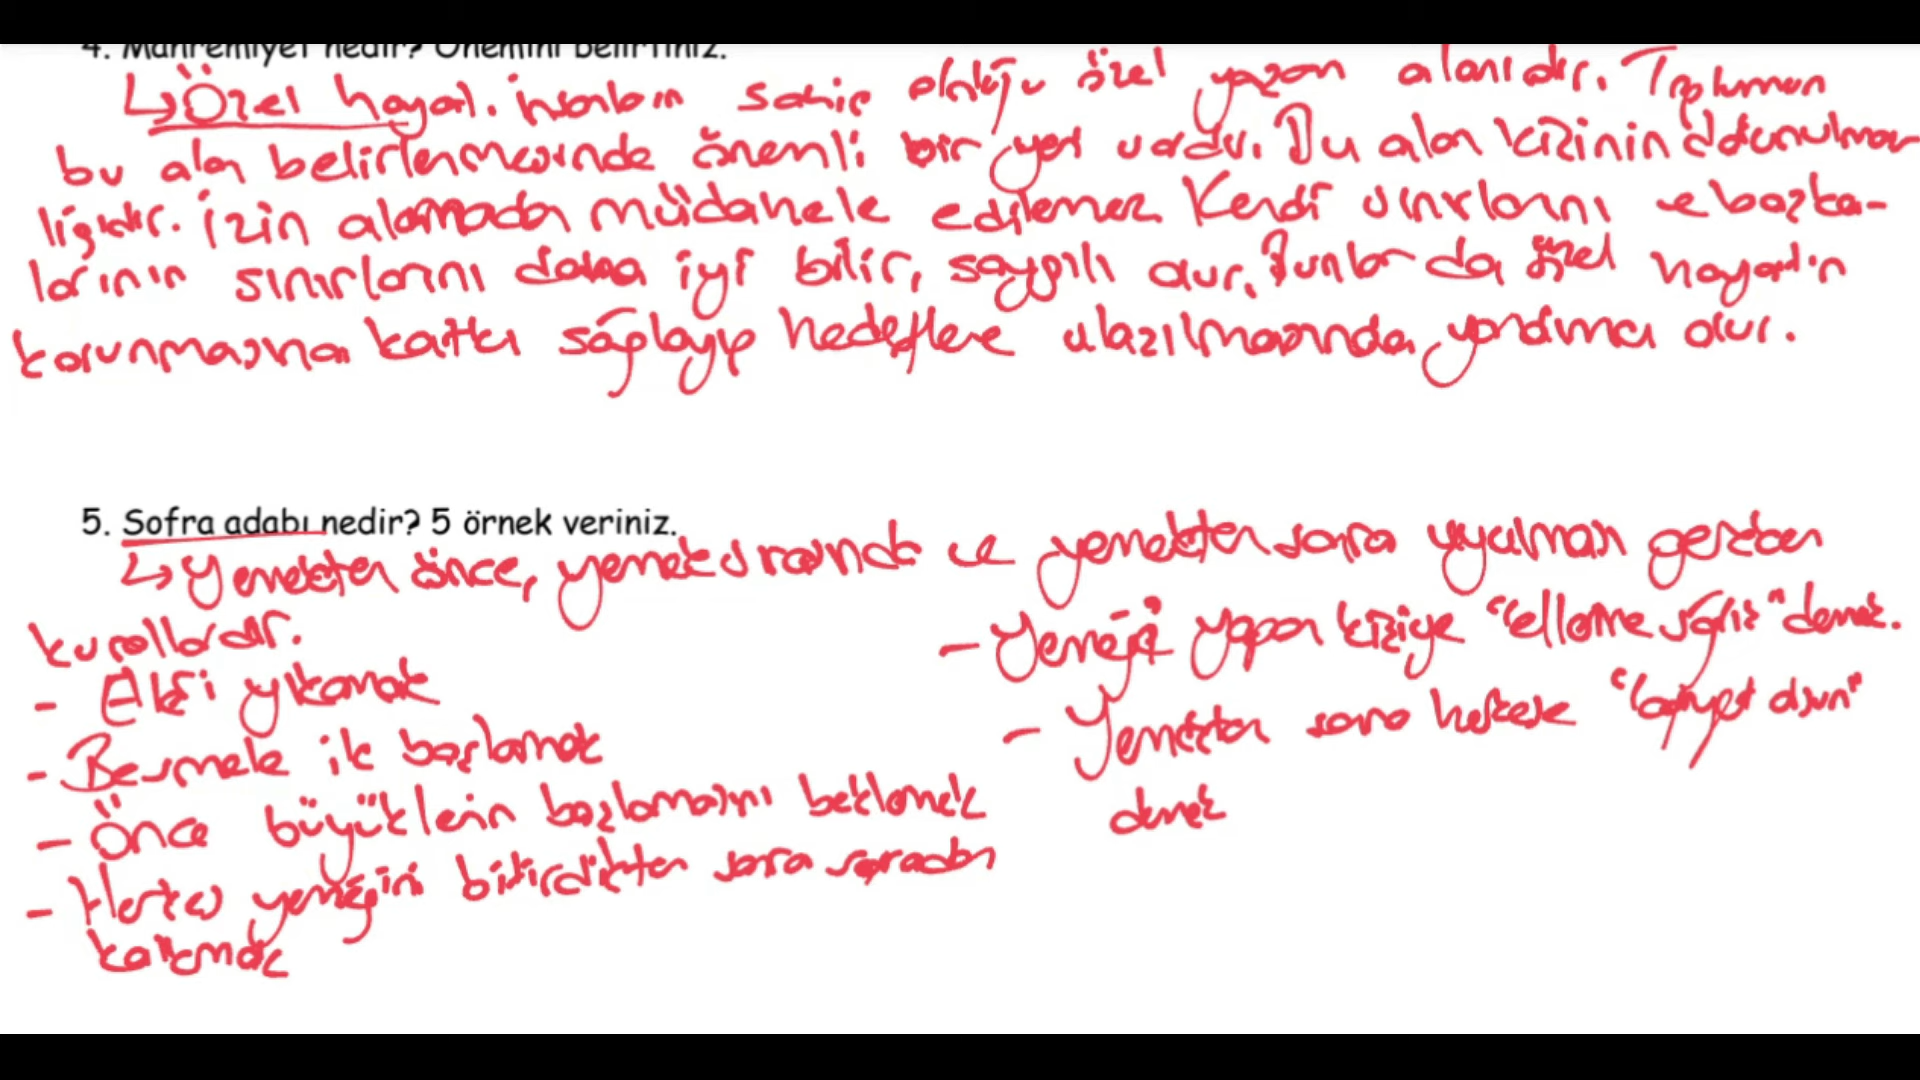 4. Mahremiyet nedir? Önemini belirtiniz.
↳ Özel hayat. İnsanların sahip olduğu özel yaşam alanıdır. Toplumun
bu alan belirlenmesinde önemli bir yeri vardır. Bu alan kişinin dokunulmaz
lığıdır. İzin alamadan müdahele edilemez. Kendi sınırlarını ve başka-
larının sınırlarını daha iyi bilir, saygılı olur. Bunlar da özel hayatın
korunmasına katkı sağlayıp hedeflere ulaşılmasında yardımcı olur.
5. Sofra adabı nedir? 5 örnek veriniz.
↳ Yemekten önce, yemek sırasında ve yemekten sonra uyulması gereken
kurallardır.
- Elleri yıkamak
- Besmele ile başlamak
- Önce büyüklerin başlamasını beklemek
- Herkes yemeğini bitirdikten sonra sofradan
kalkmak
- Yemeği yapan kişiye "ellerine sağlık" demek.
- Yemekten sonra herkese "afiyet olsun"
demek